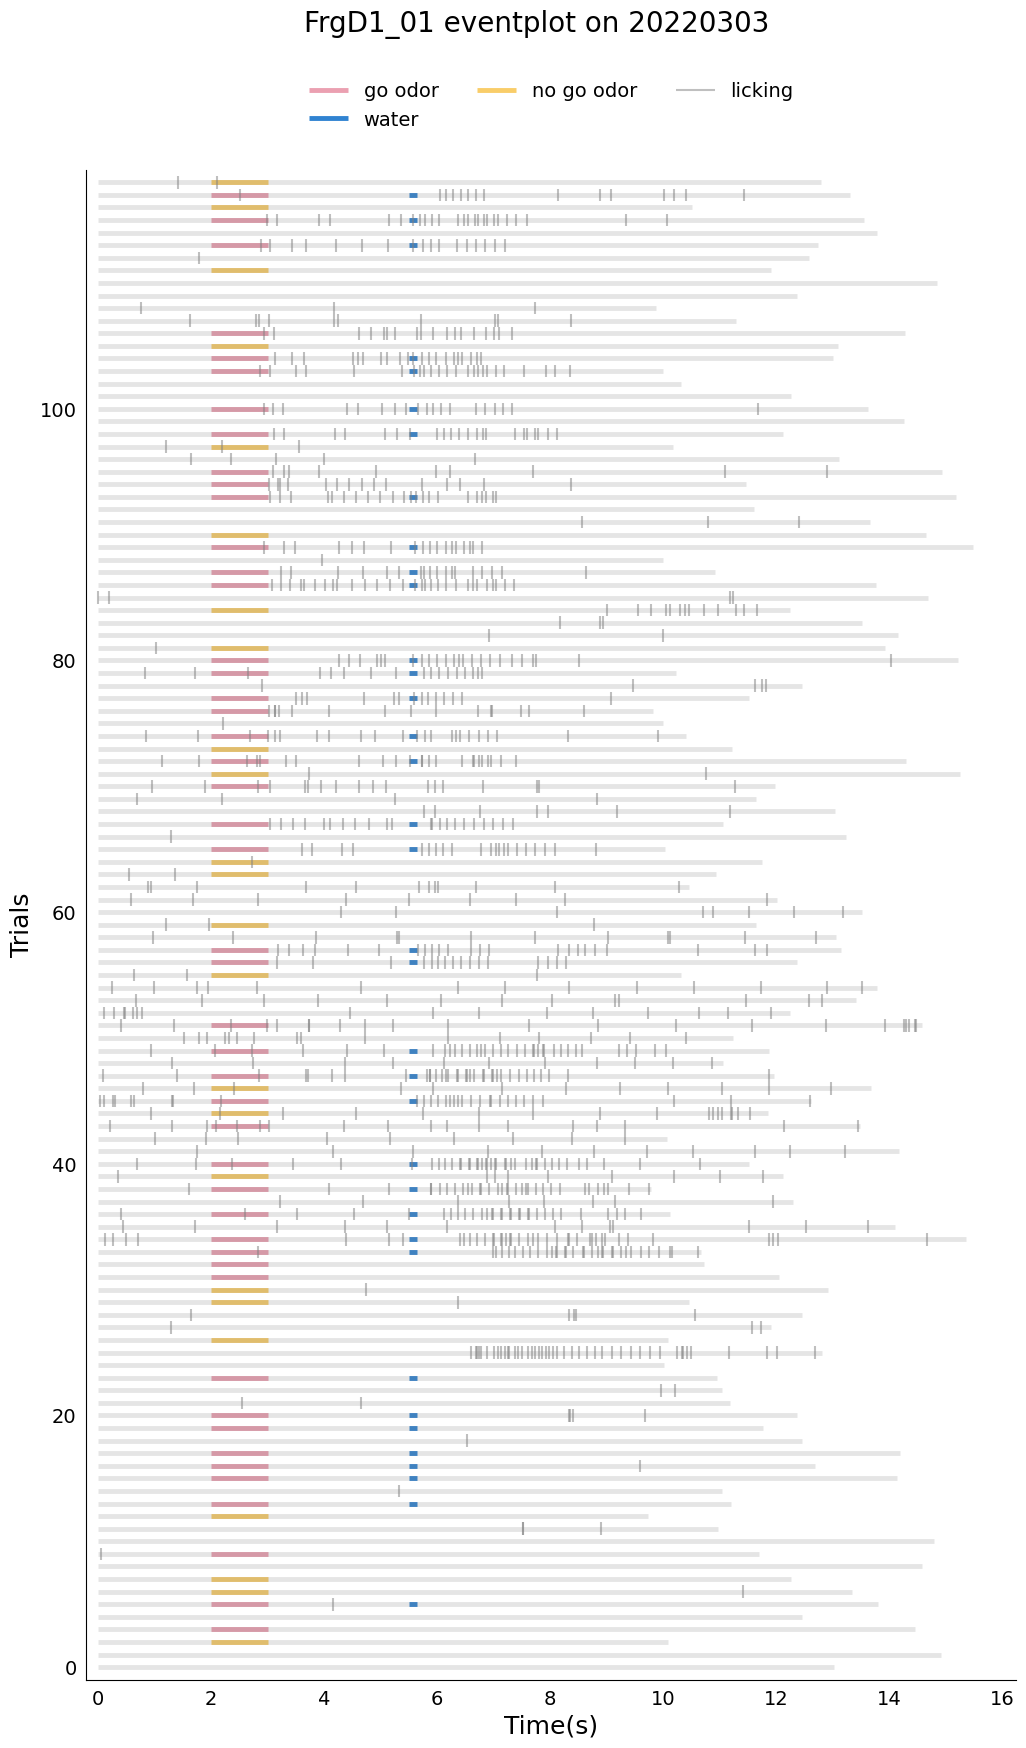 FrgD1_01 eventplot on 20220303
go odor
no go odor
licking
water
100
80
60
40
20
0
Trials
0 2 4 6 8 10 12 14 16
Time(s)